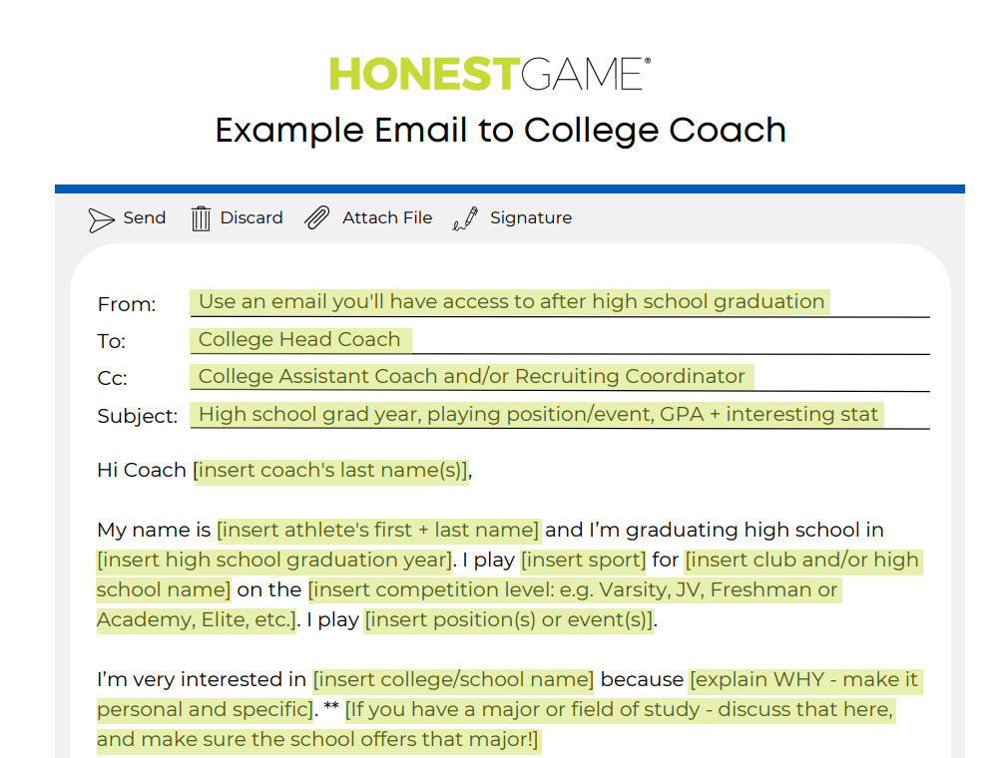 HONESTGAME®
Example Email to College Coach
Send Discard Attach File Signature
From: Use an email you'll have access to after high school graduation
To: College Head Coach
Cc: College Assistant Coach and/or Recruiting Coordinator
Subject: High school grad year, playing position/event, GPA + interesting stat
Hi Coach [insert coach's last name(s)],
My name is [insert athlete's first + last name] and I’m graduating high school in
[insert high school graduation year]. I play [insert sport] for [insert club and/or high
school name] on the [insert competition level: e.g. Varsity, JV, Freshman or
Academy, Elite, etc.]. I play [insert position(s) or event(s)].
I’m very interested in [insert college/school name] because [explain WHY - make it
personal and specific]. ** [If you have a major or field of study - discuss that here,
and make sure the school offers that major!]